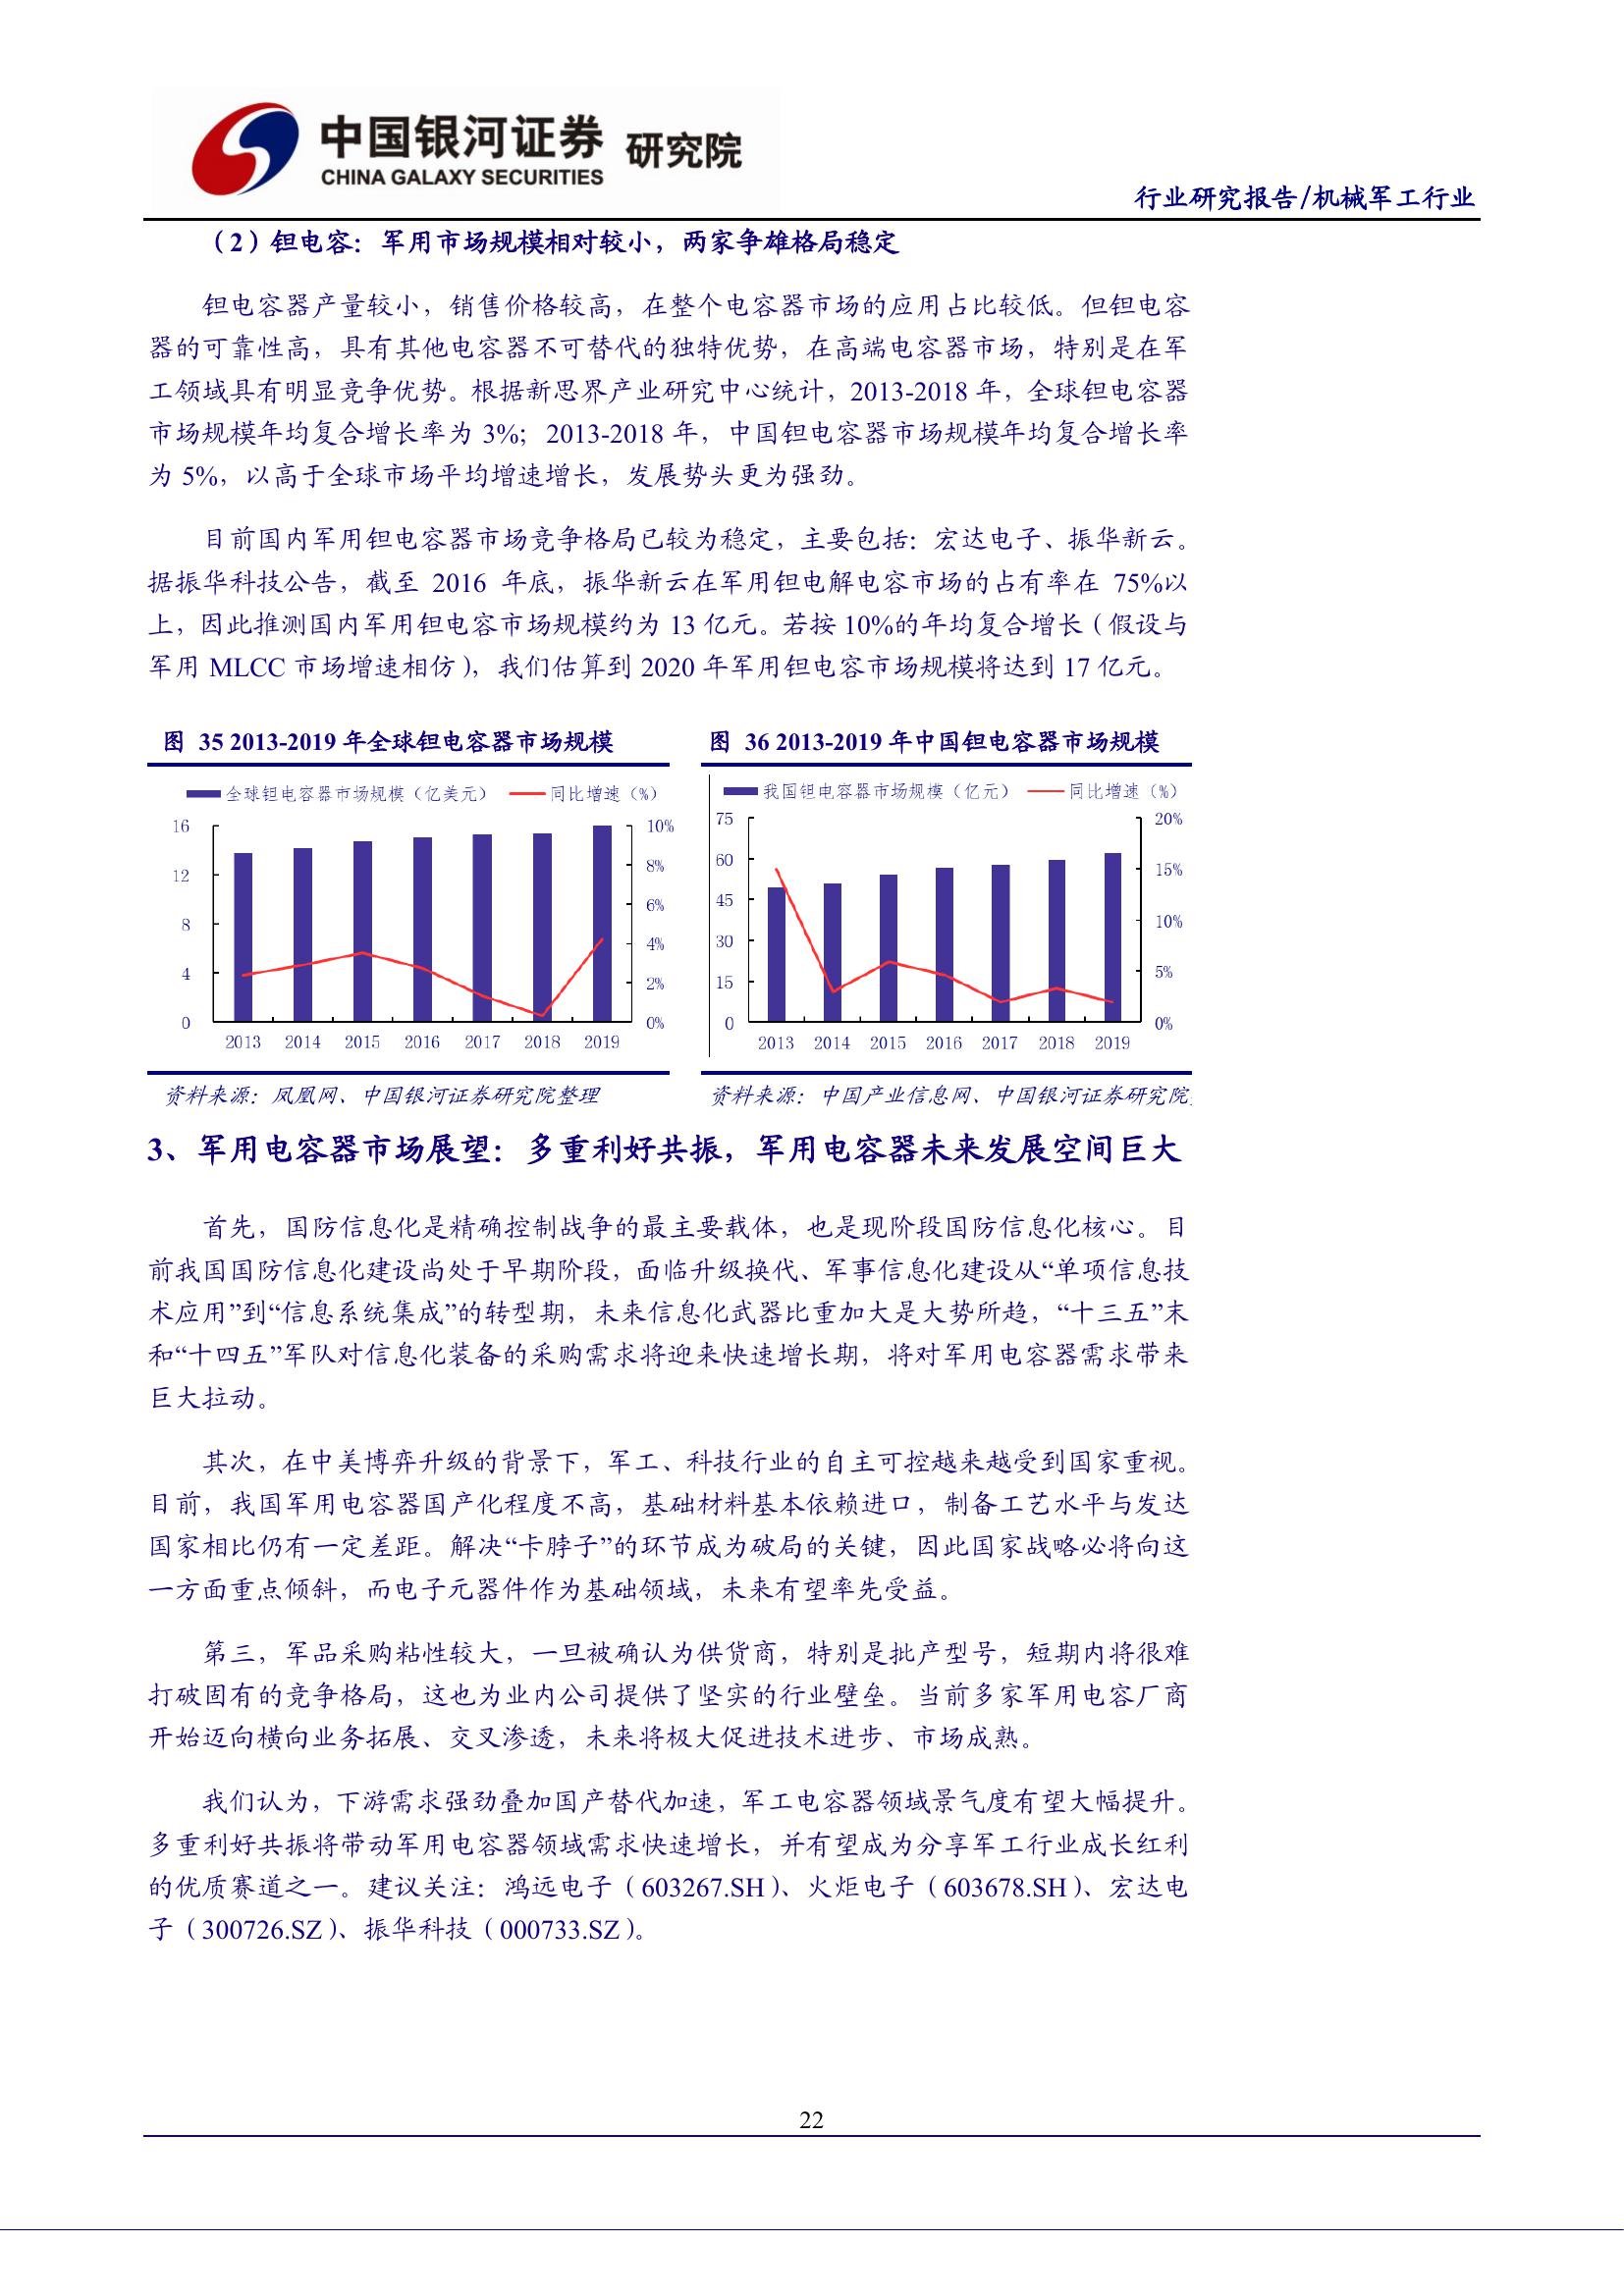 中国银河证券 研究院
CHINA GALAXY SECURITIES
行业研究报告/机械军工行业
（2）钽电容：军用市场规模相对较小，两家争雄格局稳定
钽电容器产量较小，销售价格较高，在整个电容器市场的应用占比较低。但钽电容
器的可靠性高，具有其他电容器不可替代的独特优势，在高端电容器市场，特别是在军
工领域具有明显竞争优势。根据新思界产业研究中心统计，2013-2018 年，全球钽电容器
市场规模年均复合增长率为 3%；2013-2018 年，中国钽电容器市场规模年均复合增长率
为 5%，以高于全球市场平均增速增长，发展势头更为强劲。
目前国内军用钽电容器市场竞争格局已较为稳定，主要包括：宏达电子、振华新云。
据振华科技公告，截至 2016 年底，振华新云在军用钽电解电容市场的占有率在 75%以
上，因此推测国内军用钽电容市场规模约为 13 亿元。若按 10%的年均复合增长（假设与
军用 MLCC 市场增速相仿），我们估算到 2020 年军用钽电容市场规模将达到 17 亿元。
图 35 2013-2019 年全球钽电容器市场规模
全球钽电容器市场规模（亿美元） 同比增速（%）
16 10%
8%
12
6%
8
4%
4
2%
0 0%
2013 2014 2015 2016 2017 2018 2019
资料来源：凤凰网、中国银河证券研究院整理
图 36 2013-2019 年中国钽电容器市场规模
我国钽电容器市场规模（亿元） 同比增速（%）
75 20%
60
15%
45
10%
30
5%
15
0 0%
2013 2014 2015 2016 2017 2018 2019
资料来源：中国产业信息网、中国银河证券研究院
3、军用电容器市场展望：多重利好共振，军用电容器未来发展空间巨大
首先，国防信息化是精确控制战争的最主要载体，也是现阶段国防信息化核心。目
前我国国防信息化建设尚处于早期阶段，面临升级换代、军事信息化建设从“单项信息技
术应用”到“信息系统集成”的转型期，未来信息化武器比重加大是大势所趋，“十三五”末
和“十四五”军队对信息化装备的采购需求将迎来快速增长期，将对军用电容器需求带来
巨大拉动。
其次，在中美博弈升级的背景下，军工、科技行业的自主可控越来越受到国家重视。
目前，我国军用电容器国产化程度不高，基础材料基本依赖进口，制备工艺水平与发达
国家相比仍有一定差距。解决“卡脖子”的环节成为破局的关键，因此国家战略必将向这
一方面重点倾斜，而电子元器件作为基础领域，未来有望率先受益。
第三，军品采购粘性较大，一旦被确认为供货商，特别是批产型号，短期内将很难
打破固有的竞争格局，这也为业内公司提供了坚实的行业壁垒。当前多家军用电容厂商
开始迈向横向业务拓展、交叉渗透，未来将极大促进技术进步、市场成熟。
我们认为，下游需求强劲叠加国产替代加速，军工电容器领域景气度有望大幅提升。
多重利好共振将带动军用电容器领域需求快速增长，并有望成为分享军工行业成长红利
的优质赛道之一。建议关注：鸿远电子（603267.SH）、火炬电子（603678.SH）、宏达电
子（300726.SZ）、振华科技（000733.SZ）。
22